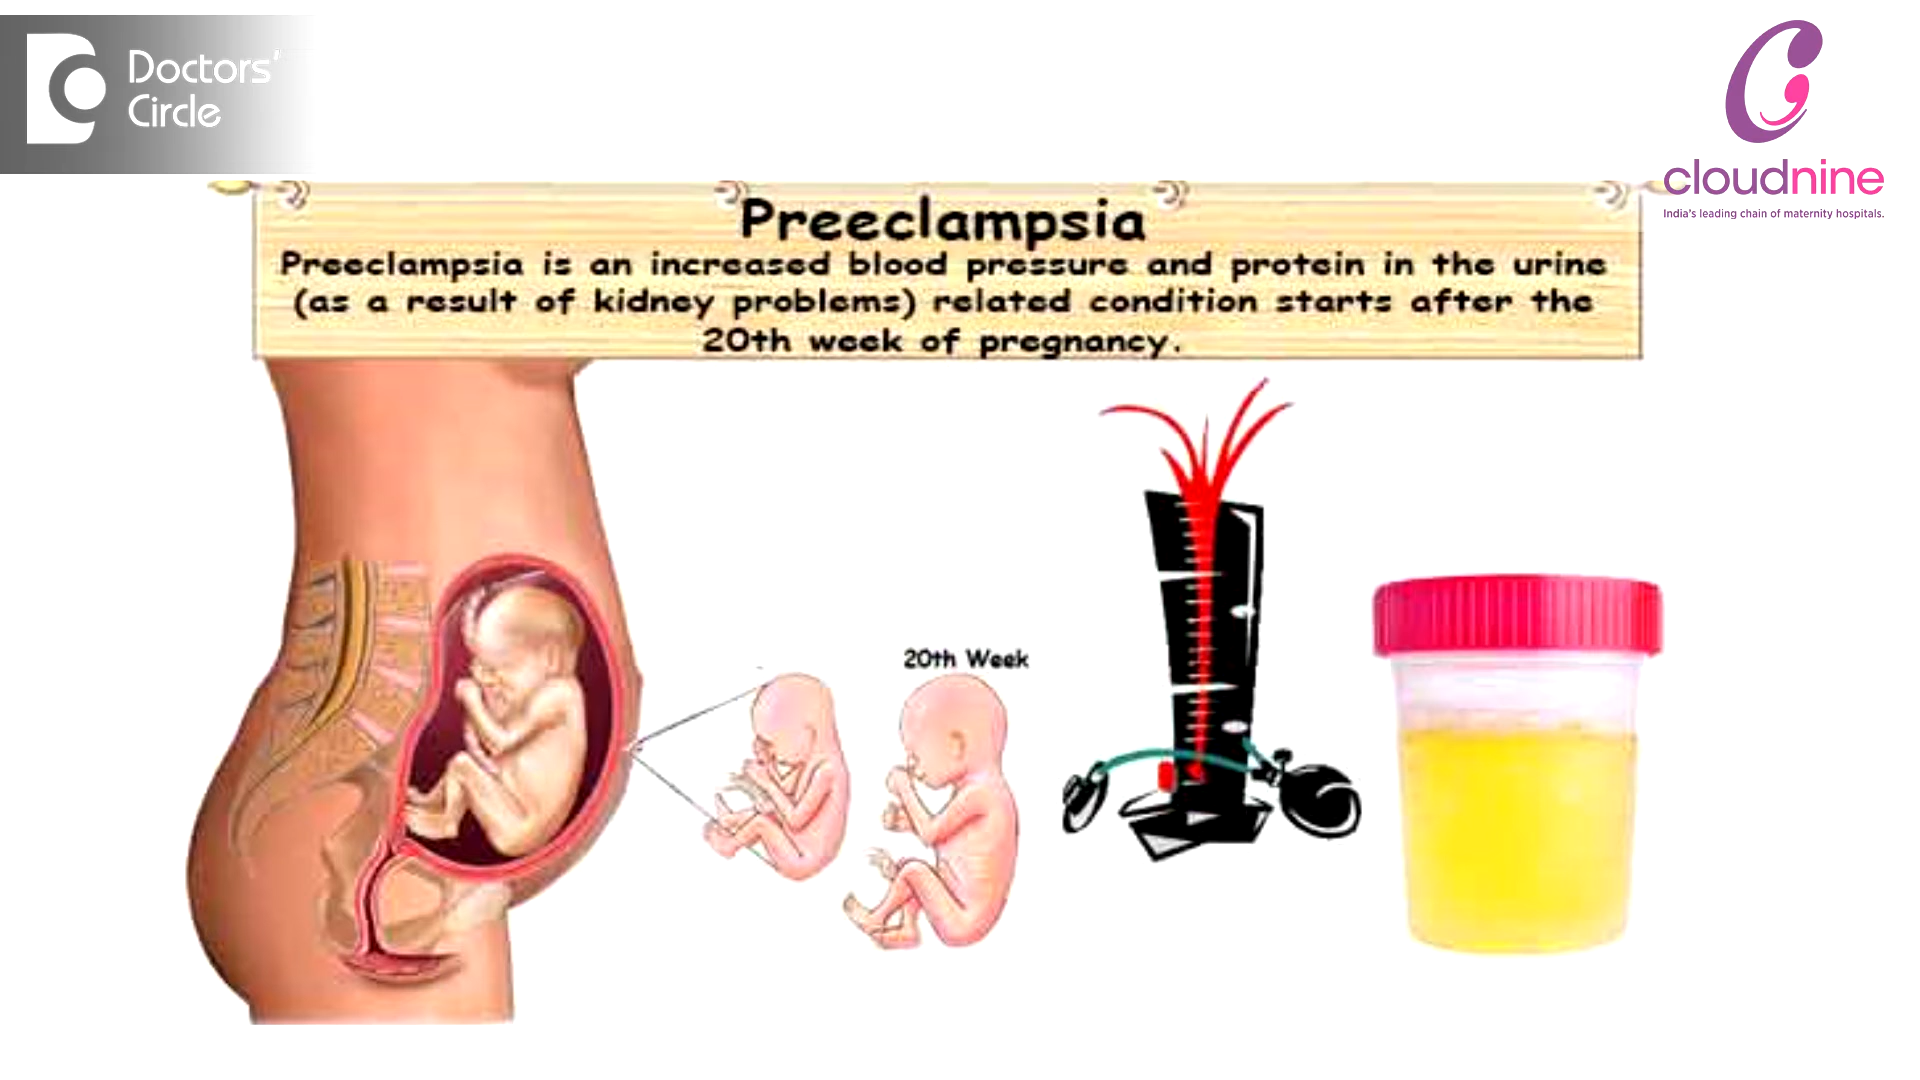 Doctors'
Circle
cloudnine
India's leading chain of maternity hospitals.
Preeclampsia
Preeclampsia is an increased blood pressure and protein in the urine
(as a result of kidney problems) related condition starts after the
20th week of pregnancy.
20th Week